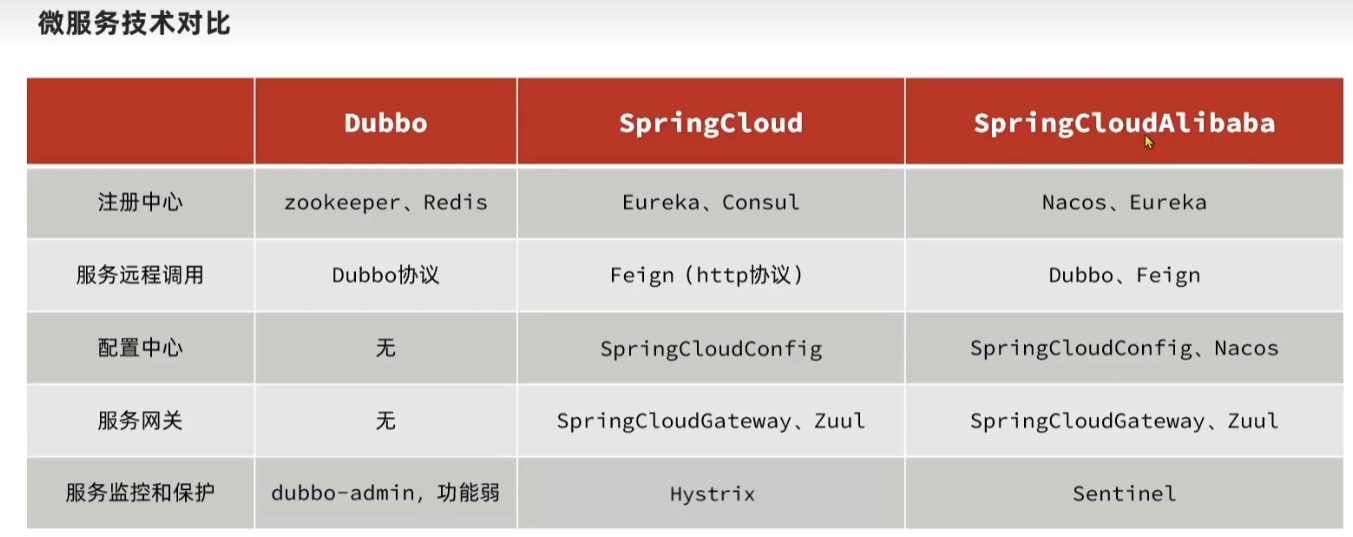 微服务技术对比
Dubbo SpringCloud SpringCloudAlibaba
注册中心 zookeeper、Redis Eureka、Consul Nacos、Eureka
服务远程调用 Dubbo协议 Feign（http协议） Dubbo、Feign
配置中心 无 SpringCloudConfig SpringCloudConfig、Nacos
服务网关 无 SpringCloudGateway、Zuul SpringCloudGateway、Zuul
服务监控和保护 dubbo-admin，功能弱 Hystrix Sentinel